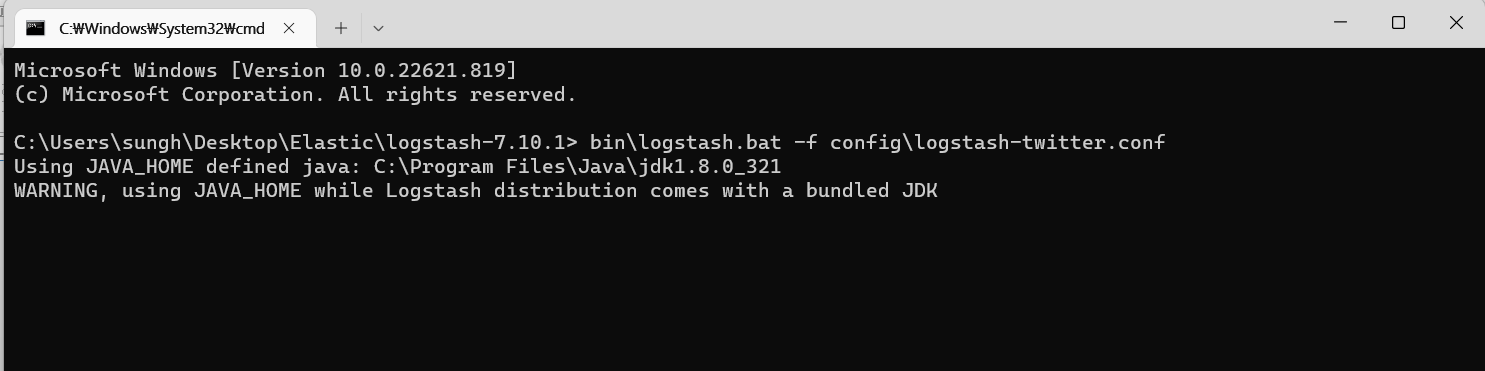 C:₩Windows₩System32₩cmd
Microsoft Windows [Version 10.0.22621.819]
(c) Microsoft Corporation. All rights reserved.
C:\Users\sungh\Desktop\Elastic\logstash-7.10.1> bin\logstash.bat -f config\logstash-twitter.conf
Using JAVA_HOME defined java: C:\Program Files\Java\jdk1.8.0_321
WARNING, using JAVA_HOME while Logstash distribution comes with a bundled JDK